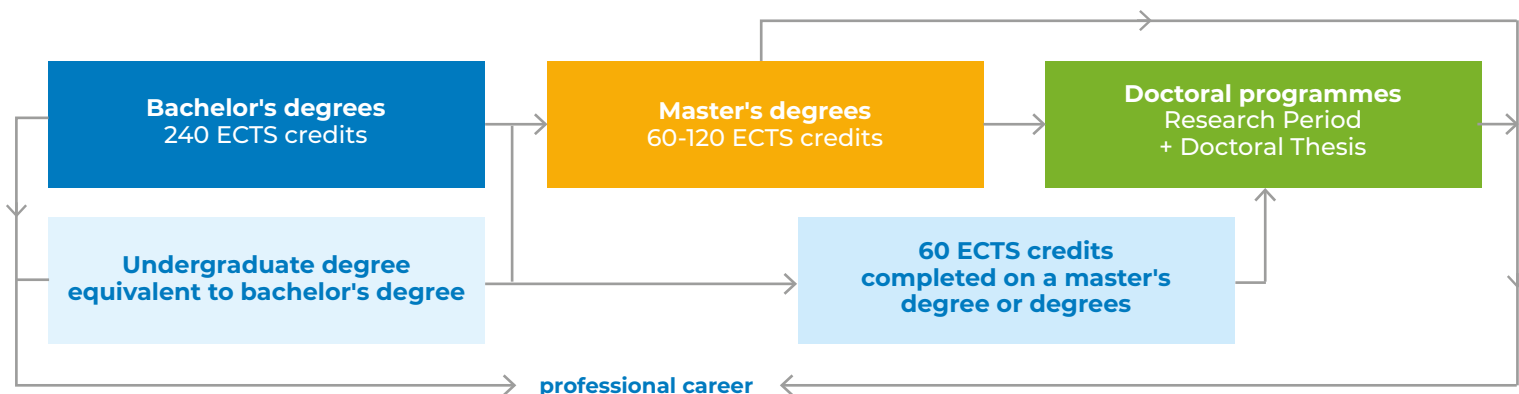 Bachelor's degrees
240 ECTS credits
Master's degrees
60-120 ECTS credits
Doctoral programmes
Research Period
+ Doctoral Thesis
Undergraduate degree
equivalent to bachelor's degree
60 ECTS credits
completed on a master's
degree or degrees
professional career